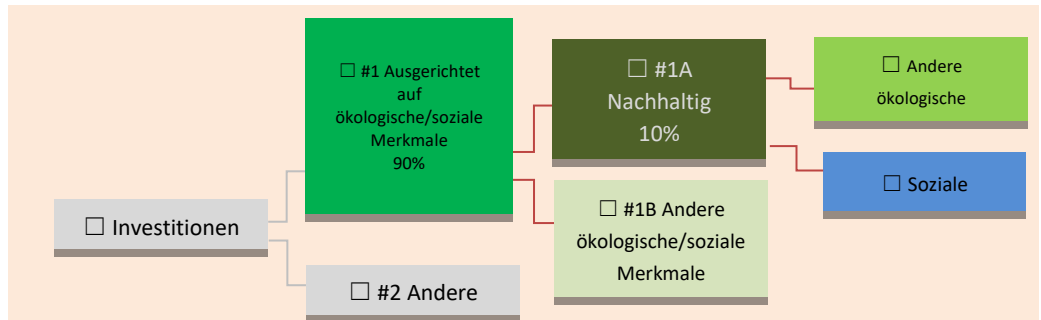 ☐ #1 Ausgerichtet
auf
ökologische/soziale
Merkmale
90%
☐ #1A
Nachhaltig
10%
☐ Andere
ökologische
☐ Soziale
☐ #1B Andere
ökologische/soziale
Merkmale
☐ Investitionen
☐ #2 Andere